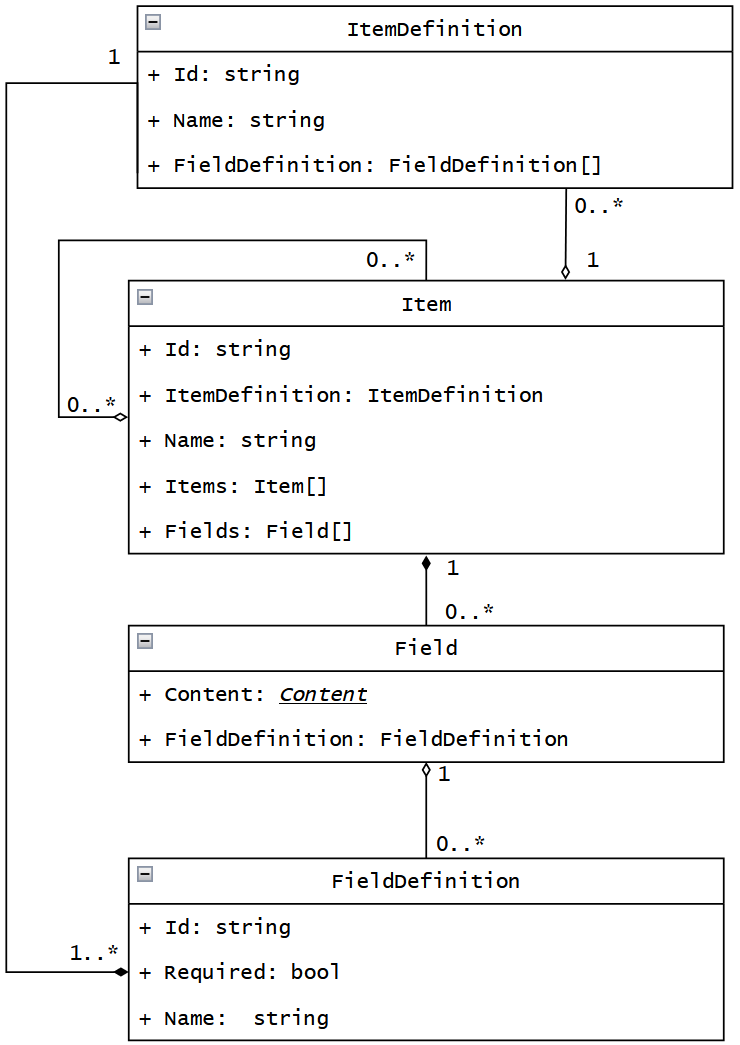 ItemDefinition
1
+ Id: string
+ Name: string
+ FieldDefinition: FieldDefinition[]
0..*
1
0..*
Item
+ Id: string
+ ItemDefinition: ItemDefinition
0..*
+ Name: string
+ Items: Item[]
+ Fields: Field[]
1
0..*
Field
+ Content: Content
+ FieldDefinition: FieldDefinition
1
0..*
FieldDefinition
+ Id: string
1..*
+ Required: bool
+ Name:  string